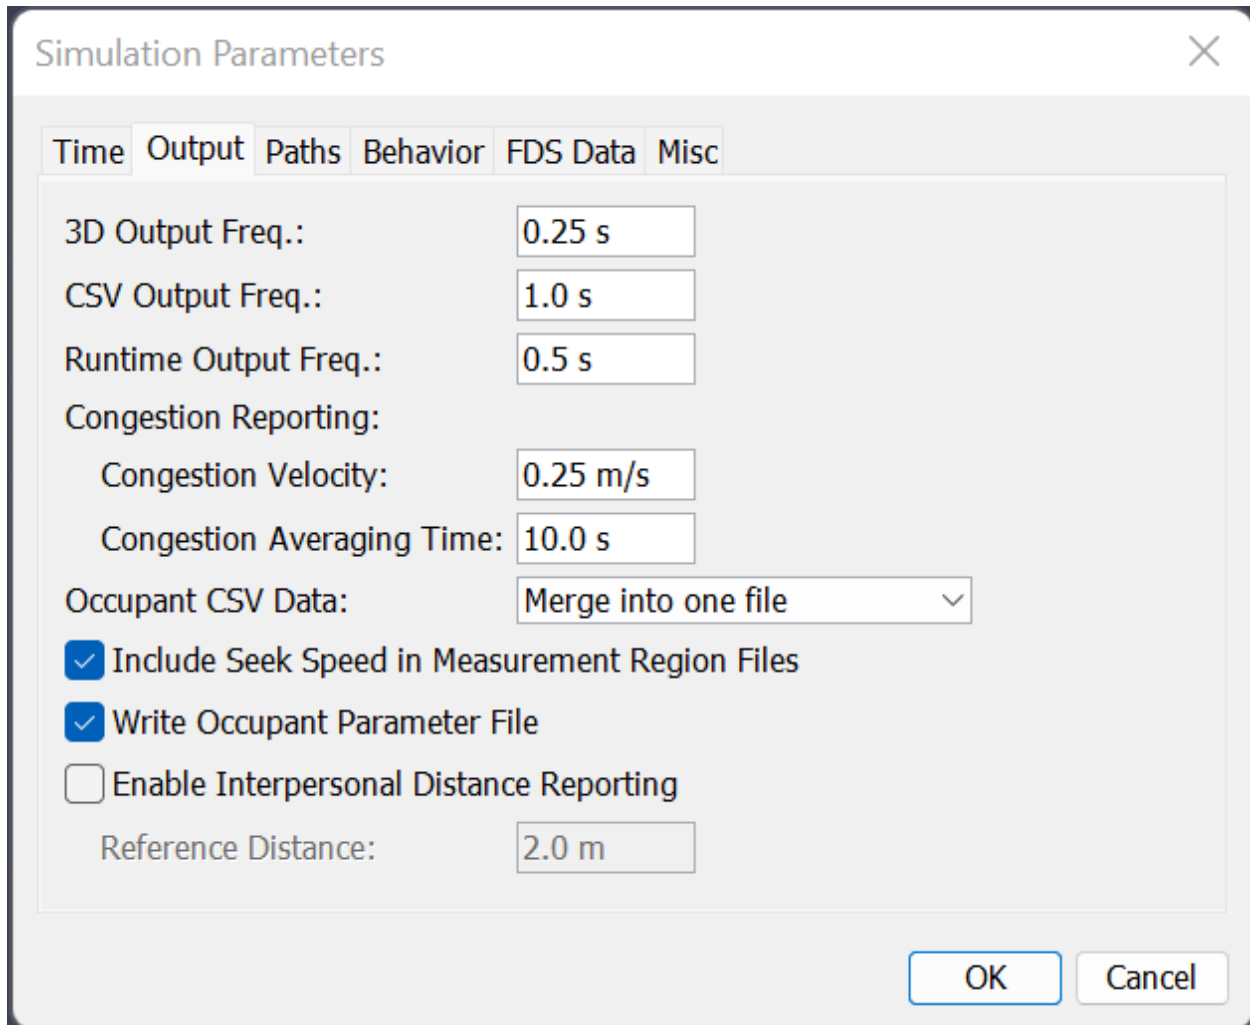 Simulation Parameters
Time Output Paths Behavior FDS Data Misc
3D Output Freq.: 0.25 s
CSV Output Freq.: 1.0 s
Runtime Output Freq.: 0.5 s
Congestion Reporting:
Congestion Velocity: 0.25 m/s
Congestion Averaging Time: 10.0 s
Occupant CSV Data: Merge into one file
Include Seek Speed in Measurement Region Files
Write Occupant Parameter File
Enable Interpersonal Distance Reporting
Reference Distance: 2.0 m
OK Cancel